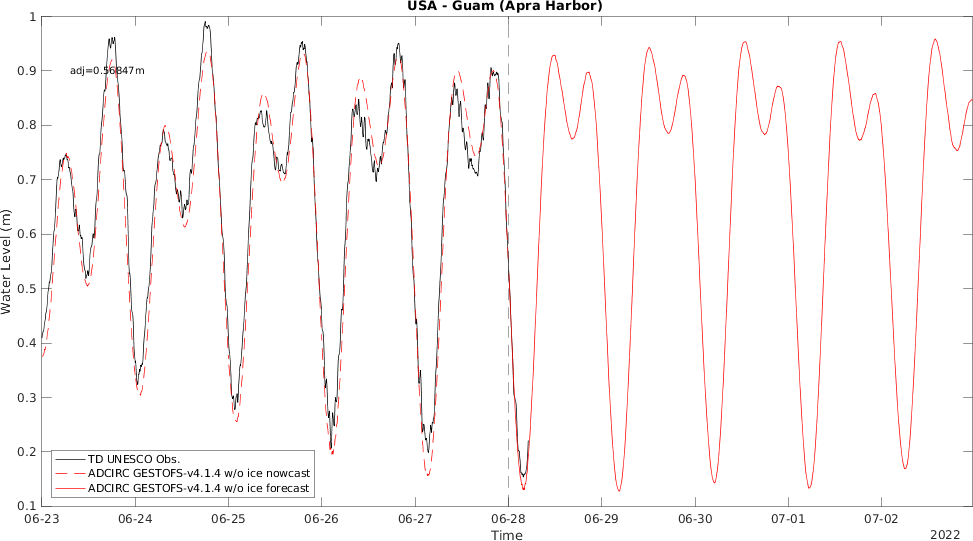 USA - Guam (Apra Harbor)
adj=0.56847m
Water Level (m)
1
0.9
0.8
0.7
0.6
0.5
0.4
0.3
0.2
0.1
TD UNESCO Obs.
ADCIRC GESTOFS-v4.1.4 w/o ice nowcast
ADCIRC GESTOFS-v4.1.4 w/o ice forecast
06-23 06-24 06-25 06-26 06-27 06-28 06-29 06-30 07-01 07-02
Time
2022